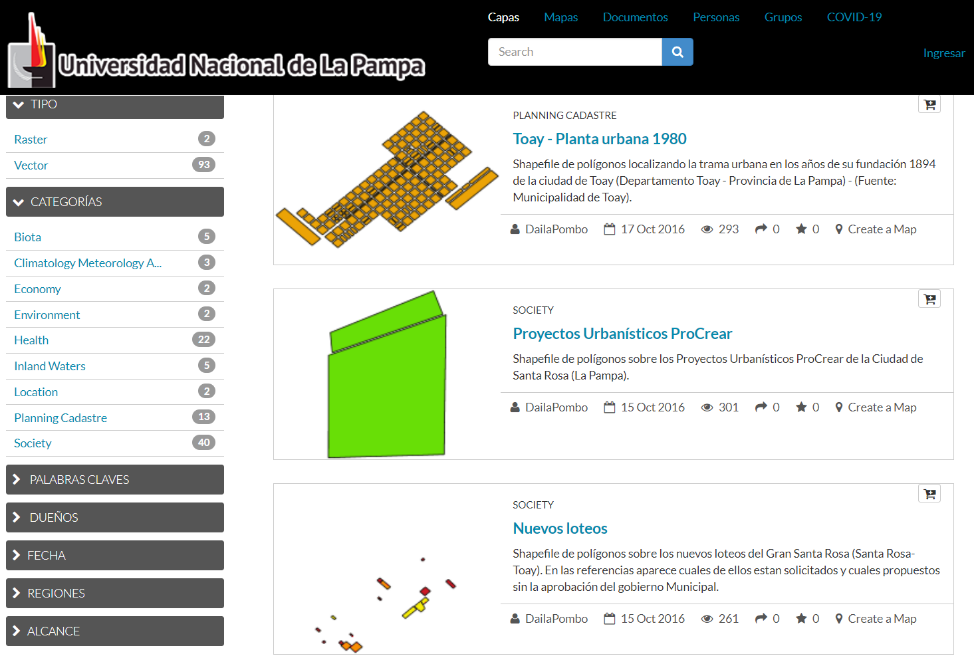 Capas Mapas Documentos Personas Grupos COVID-19
Search
Universidad Nacional de La Pampa
Ingresar
TIPO
Raster 2
Vector 93
CATEGORÍAS
Biota 5
Climatology Meteorology A... 3
Economy 2
Environment 2
Health 22
Inland Waters 5
Location 2
Planning Cadastre 13
Society 40
PALABRAS CLAVES
DUEÑOS
FECHA
REGIONES
ALCANCE
PLANNING CADASTRE
Toay - Planta urbana 1980
Shapefile de polígonos localizando la trama urbana en los años de su fundación 1894
de la ciudad de Toay (Departamento Toay - Provincia de La Pampa) - (Fuente:
Municipalidad de Toay).
DailaPombo 17 Oct 2016 293 0 0 Create a Map
SOCIETY
Proyectos Urbanísticos ProCrear
Shapefile de polígonos sobre los Proyectos Urbanísticos ProCrear de la Ciudad de
Santa Rosa (La Pampa).
DailaPombo 15 Oct 2016 301 0 0 Create a Map
SOCIETY
Nuevos loteos
Shapefile de polígonos sobre los nuevos loteos del Gran Santa Rosa (Santa Rosa-
Toay). En las referencias aparece cuales de ellos estan solicitados y cuales propuestos
sin la aprobación del gobierno Municipal.
DailaPombo 15 Oct 2016 261 0 0 Create a Map